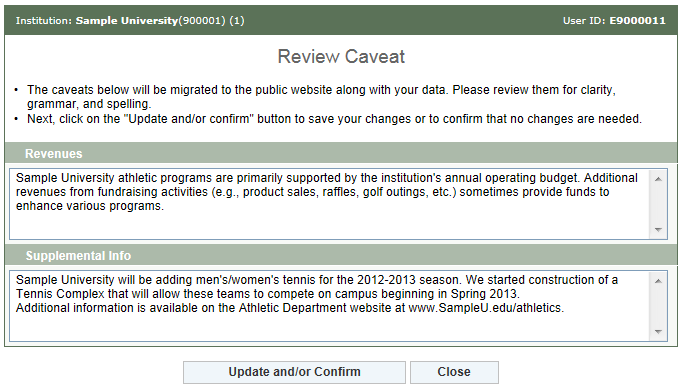 Institution: Sample University(900001) (1) User ID: E9000011
Review Caveat
• The caveats below will be migrated to the public website along with your data. Please review them for clarity,
grammar, and spelling.
• Next, click on the "Update and/or confirm" button to save your changes or to confirm that no changes are needed.
Revenues
Sample University athletic programs are primarily supported by the institution's annual operating budget. Additional
revenues from fundraising activities (e.g., product sales, raffles, golf outings, etc.) sometimes provide funds to
enhance various programs.
Supplemental Info
Sample University will be adding men's/women's tennis for the 2012-2013 season. We started construction of a
Tennis Complex that will allow these teams to compete on campus beginning in Spring 2013.
Additional information is available on the Athletic Department website at www.SampleU.edu/athletics.
Update and/or Confirm Close